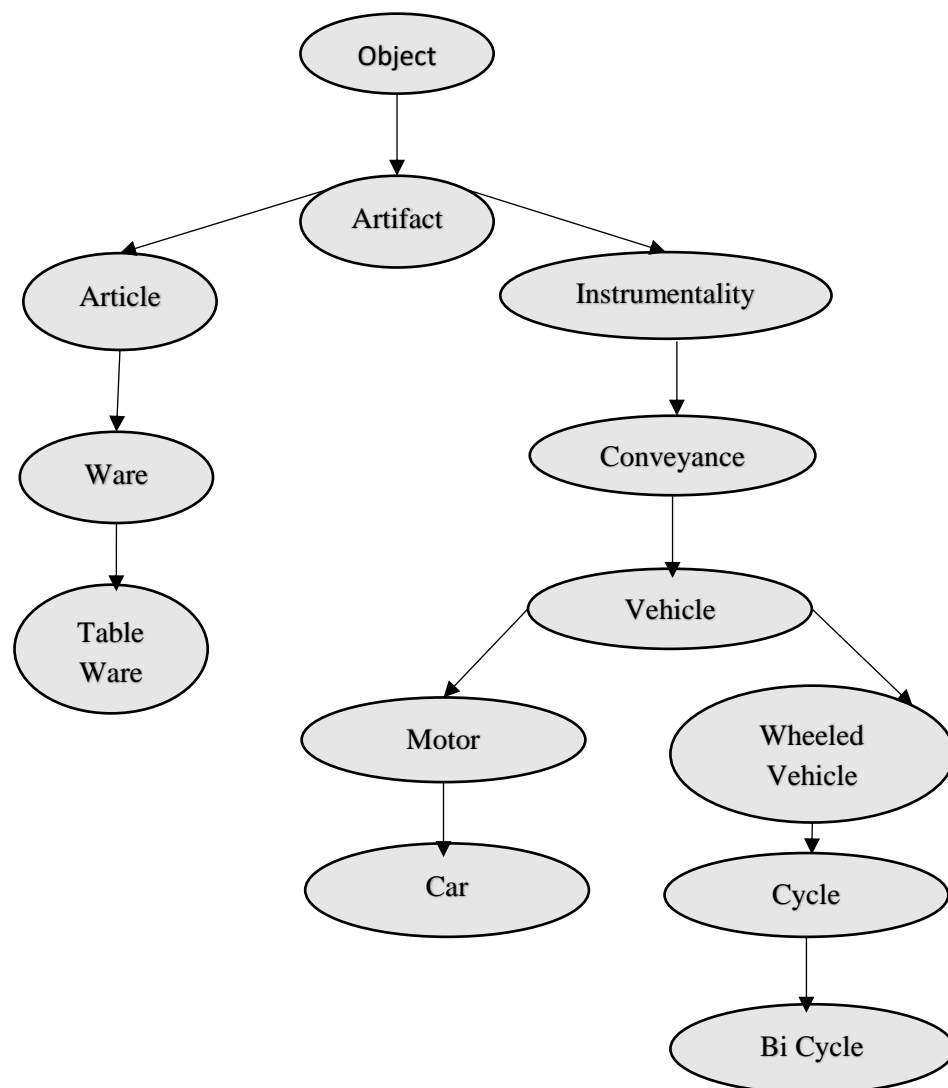 Object
Artifact
Article
Instrumentality
Ware
Conveyance
Table
Ware
Vehicle
Motor
Wheeled
Vehicle
Car
Cycle
Bi Cycle